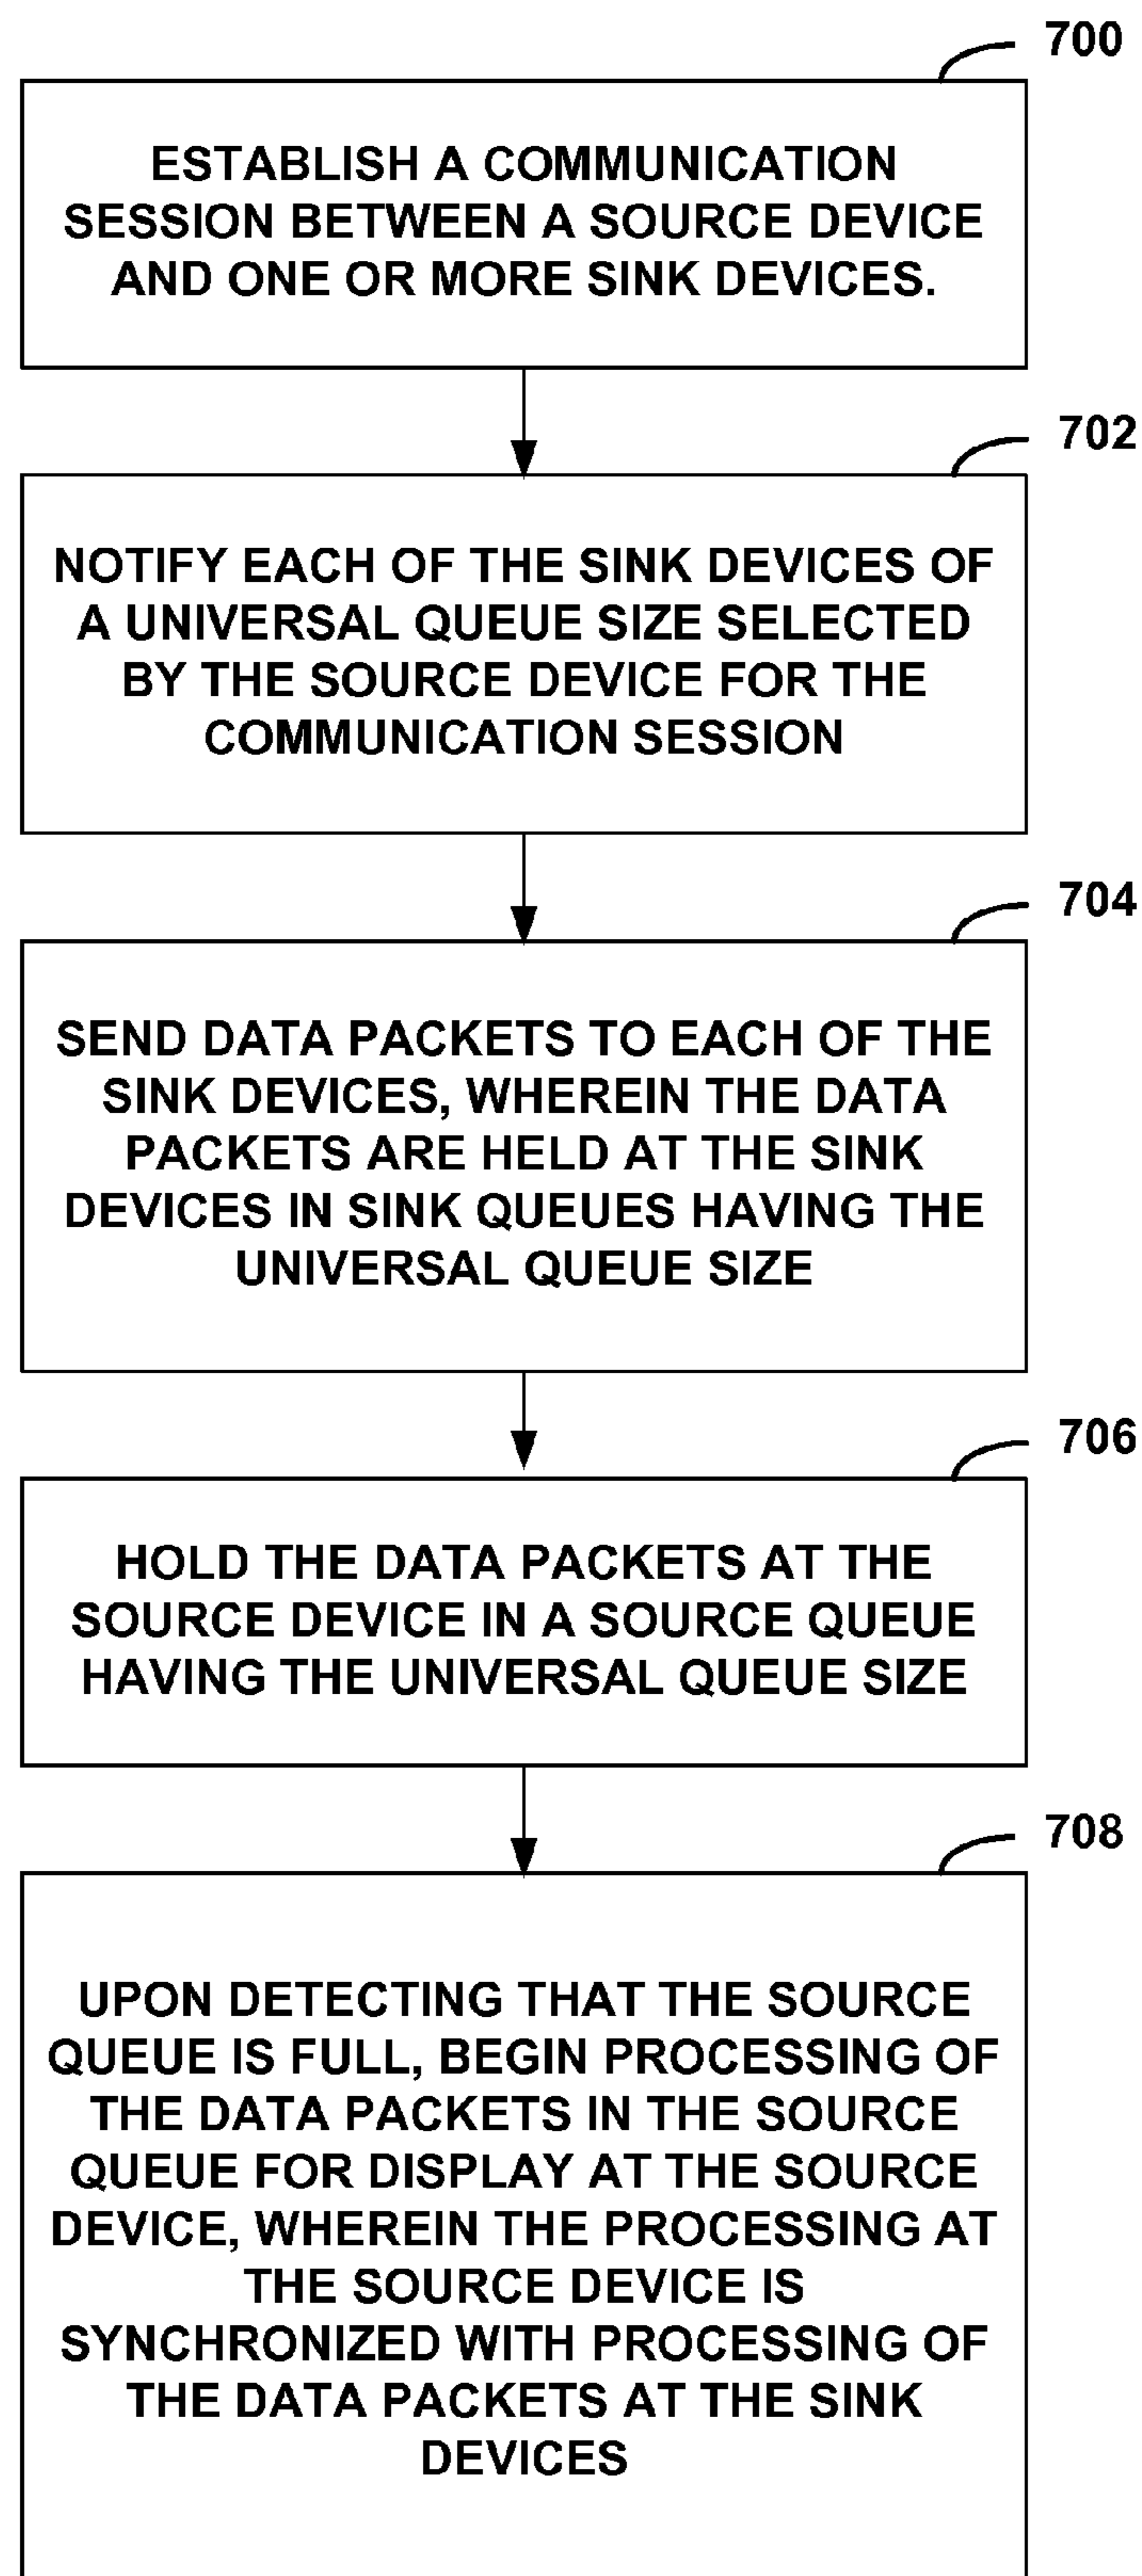 700
ESTABLISH A COMMUNICATION
SESSION BETWEEN A SOURCE DEVICE
AND ONE OR MORE SINK DEVICES.
702
NOTIFY EACH OF THE SINK DEVICES OF
A UNIVERSAL QUEUE SIZE SELECTED
BY THE SOURCE DEVICE FOR THE
COMMUNICATION SESSION
704
SEND DATA PACKETS TO EACH OF THE
SINK DEVICES, WHEREIN THE DATA
PACKETS ARE HELD AT THE SINK
DEVICES IN SINK QUEUES HAVING THE
UNIVERSAL QUEUE SIZE
706
HOLD THE DATA PACKETS AT THE
SOURCE DEVICE IN A SOURCE QUEUE
HAVING THE UNIVERSAL QUEUE SIZE
708
UPON DETECTING THAT THE SOURCE
QUEUE IS FULL, BEGIN PROCESSING OF
THE DATA PACKETS IN THE SOURCE
QUEUE FOR DISPLAY AT THE SOURCE
DEVICE, WHEREIN THE PROCESSING AT
THE SOURCE DEVICE IS
SYNCHRONIZED WITH PROCESSING OF
THE DATA PACKETS AT THE SINK
DEVICES